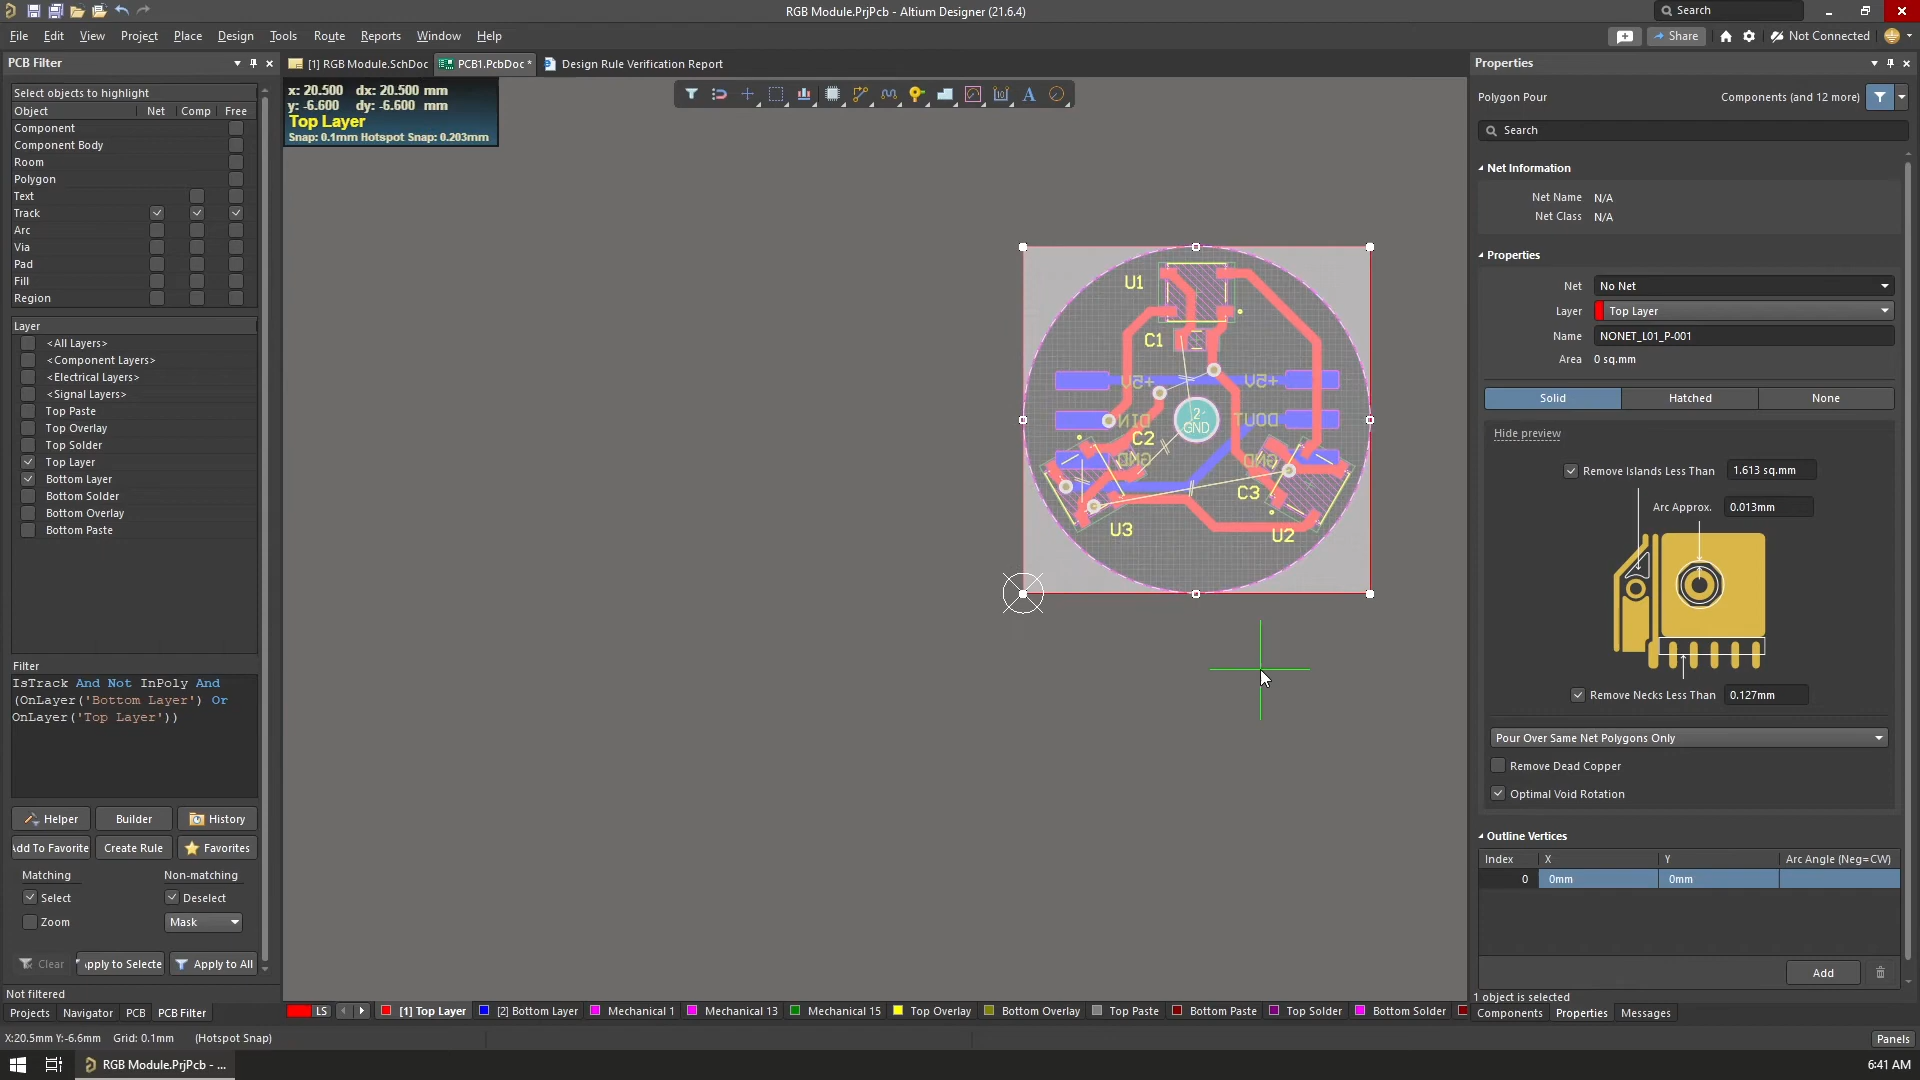 RGB Module.PrjPcb - Altium Designer (21.6.4)
Search
File Edit View Project Place Design Tools Route Reports Window Help
Share
Not Connected
PCB Filter
[1] RGB Module.SchDoc
PCB1.PcbDoc *
Design Rule Verification Report
Properties
x: 20.500 dx: 20.500 mm
y: -6.600 dy: -6.600 mm
Top Layer
Snap: 0.1mm Hotspot Snap: 0.203mm
Select objects to highlight
Object Net Comp Free
Component
Component Body
Room
Polygon
Text
Track
Arc
Via
Pad
Fill
Region
Layer
<All Layers>
<Component Layers>
<Electrical Layers>
<Signal Layers>
Top Paste
Top Overlay
Top Solder
Top Layer
Bottom Layer
Bottom Solder
Bottom Overlay
Bottom Paste
Filter
IsTrack And Not InPoly And
(OnLayer('Bottom Layer') Or
OnLayer('Top Layer'))
Helper Builder History
Add To Favorite Create Rule Favorites
Matching Non-matching
Select Deselect
Zoom Mask
Clear Apply to Selecte Apply to All
Not filtered
Projects Navigator PCB PCB Filter
U1
C1
+5V +5V
DIN DOUT
2
GND
C2
GND GND
C3
U3
U2
Polygon Pour Components (and 12 more)
Search
Net Information
Net Name N/A
Net Class N/A
Properties
Net No Net
Layer Top Layer
Name NONET_L01_P-001
Area 0 sq.mm
Solid Hatched None
Hide preview
Remove Islands Less Than 1.613 sq.mm
Arc Approx. 0.013mm
Remove Necks Less Than 0.127mm
Pour Over Same Net Polygons Only
Remove Dead Copper
Optimal Void Rotation
Outline Vertices
Index X Y Arc Angle (Neg=CW)
0 0mm 0mm
Add
1 object is selected
Components Properties Messages
LS [1] Top Layer [2] Bottom Layer Mechanical 1 Mechanical 13 Mechanical 15 Top Overlay Bottom Overlay Top Paste Bottom Paste Top Solder Bottom Solder
X:20.5mm Y:-6.6mm Grid: 0.1mm (Hotspot Snap)
Panels
RGB Module.PrjPcb - ...
6:41 AM